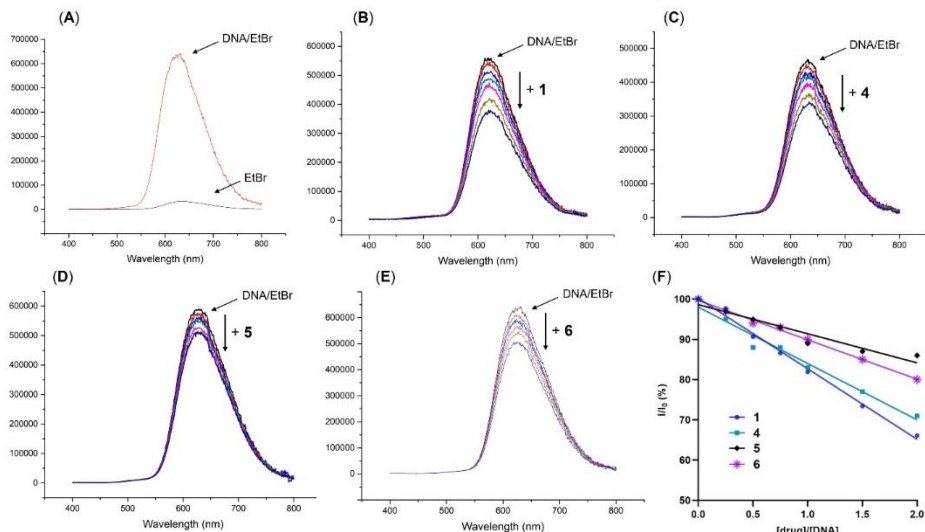 (A)
700000
600000
500000
400000
300000
200000
100000
0
DNA/EtBr
EtBr
400 500 600 700 800
Wavelength (nm)
(B)
600000
500000
400000
300000
200000
100000
0
DNA/EtBr
+ 1
400 500 600 700 800
Wavelength (nm)
(C)
500000
400000
300000
200000
100000
0
DNA/EtBr
+ 4
400 500 600 700 800
Wavelength (nm)
(D)
600000
500000
400000
300000
200000
100000
0
DNA/EtBr
+ 5
400 500 600 700 800
Wavelength (nm)
(E)
700000
600000
500000
400000
300000
200000
100000
0
DNA/EtBr
+ 6
400 500 600 700 800
Wavelength (nm)
(F)
I/I₀ (%)
100
90
80
70
60
50
1
4
5
6
0.0 0.5 1.0 1.5 2.0
[drug]/[DNA]